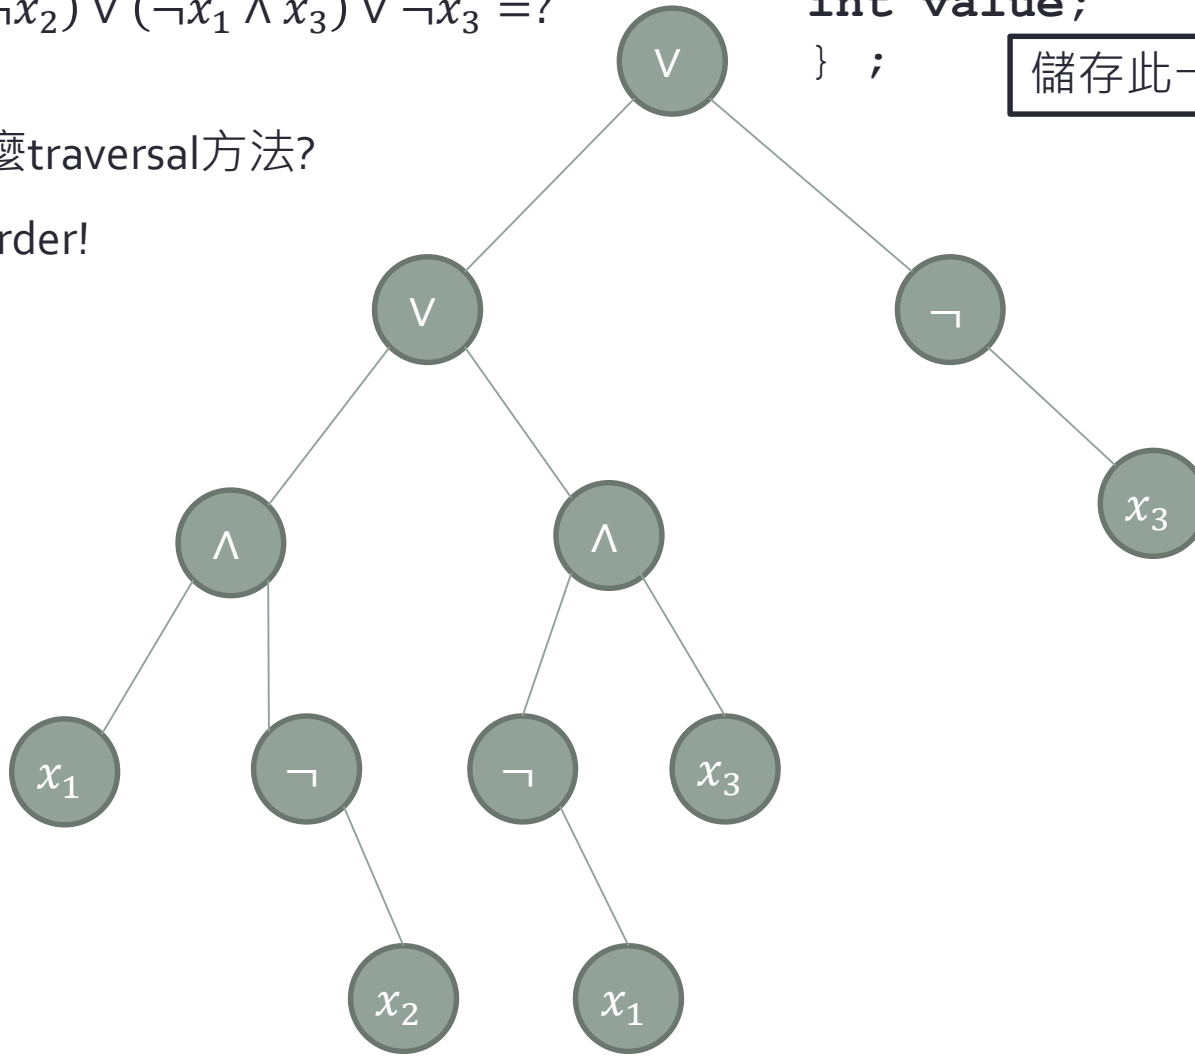 ¬x₂) ∨ (¬x₁ ∧ x₃) ∨ ¬x₃ =?
int value;
} ;
儲存此一
麼traversal方法?
rder!
∨
∨
¬
∧
∧
x₃
x₁
¬
¬
x₃
x₂
x₁